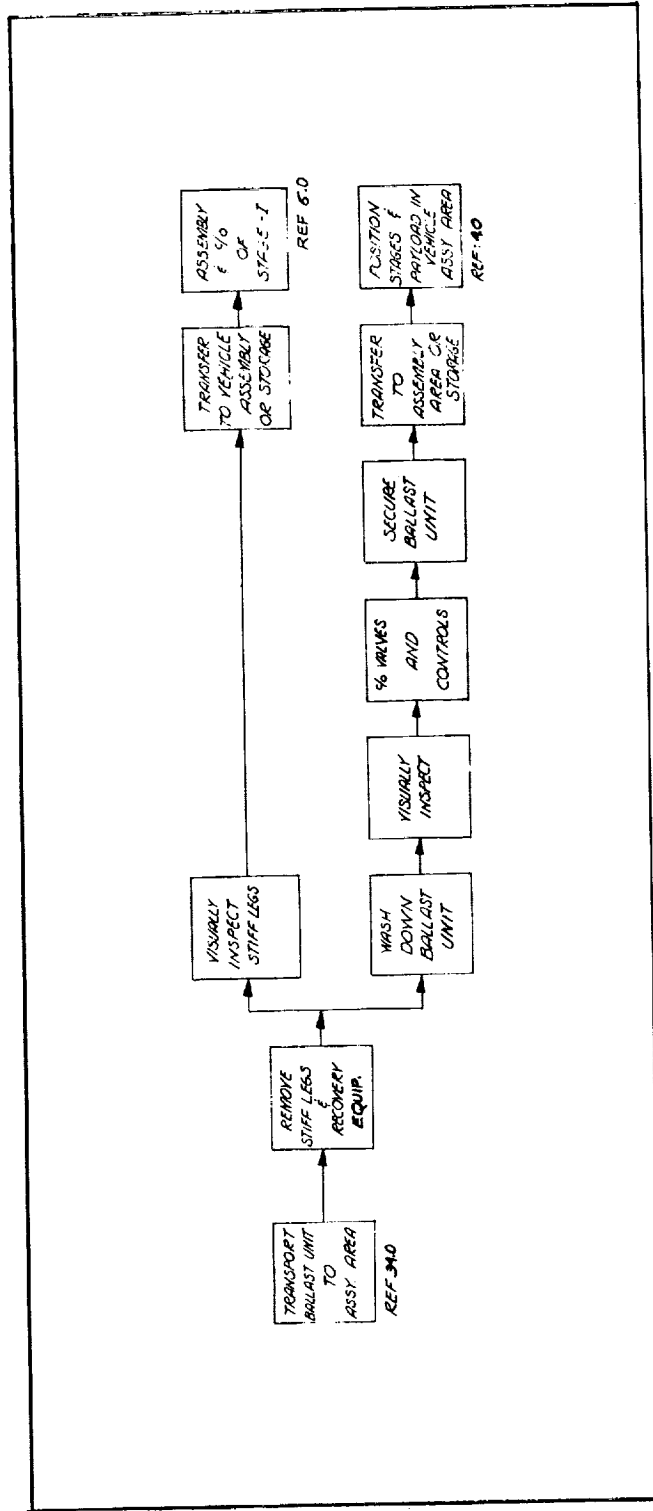 TRANSPORT
BALLAST UNIT
TO
ASSY. AREA
REF 34.0
REMOVE
STIFF LEGS
&
RECOVERY
EQUIP.
VISUALLY
INSPECT
STIFF LEGS
TRANSFER
TO VEHICLE
ASSEMBLY
OR STORAGE
ASSEMBLY
& C/O
OF
STAGE-I
REF 6.0
WASH
DOWN
BALLAST
UNIT
VISUALLY
INSPECT
C/O VALVES
AND
CONTROLS
SECURE
BALLAST
UNIT
TRANSFER
TO
ASSEMBLY
AREA OR
STORAGE
POSITION
STAGES &
PAYLOAD IN
VEHICLE
ASSY AREA
REF: 4.0